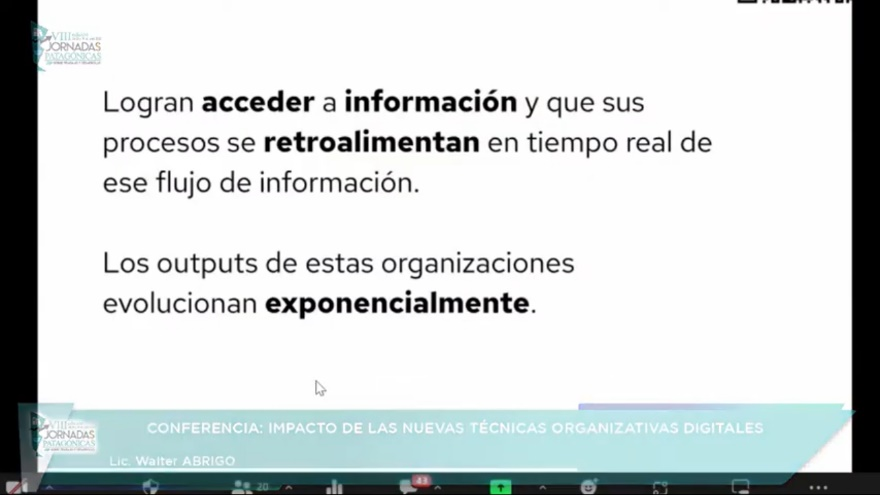 VIII
JORNADAS
PATAGÓNICAS
Logran acceder a información y que sus
procesos se retroalimentan en tiempo real de
ese flujo de información.
Los outputs de estas organizaciones
evolucionan exponencialmente.
VIII
JORNADAS
PATAGÓNICAS
CONFERENCIA: IMPACTO DE LAS NUEVAS TÉCNICAS ORGANIZATIVAS DIGITALES
Lic. Walter ABRIGO
20
43